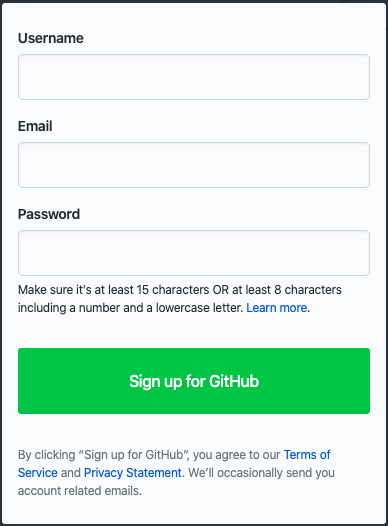 Username
Email
Password
Make sure it's at least 15 characters OR at least 8 characters
including a number and a lowercase letter. Learn more.
Sign up for GitHub
By clicking “Sign up for GitHub”, you agree to our Terms of
Service and Privacy Statement. We’ll occasionally send you
account related emails.